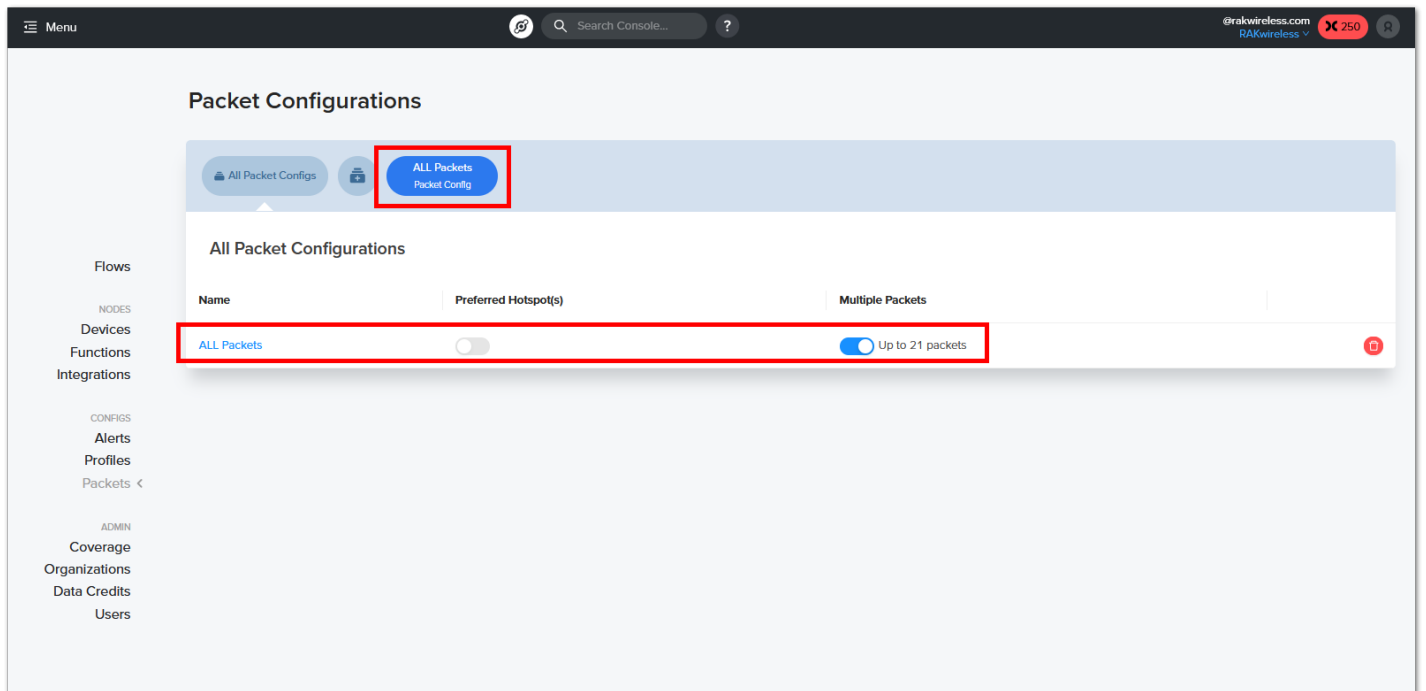 Menu
Search Console...
?
@rakwireless.com
RAKwireless
250
Packet Configurations
All Packet Configs
ALL Packets
Packet Config
All Packet Configurations
Name
Preferred Hotspot(s)
Multiple Packets
ALL Packets
Up to 21 packets
Flows
NODES
Devices
Functions
Integrations
CONFIGS
Alerts
Profiles
Packets
ADMIN
Coverage
Organizations
Data Credits
Users